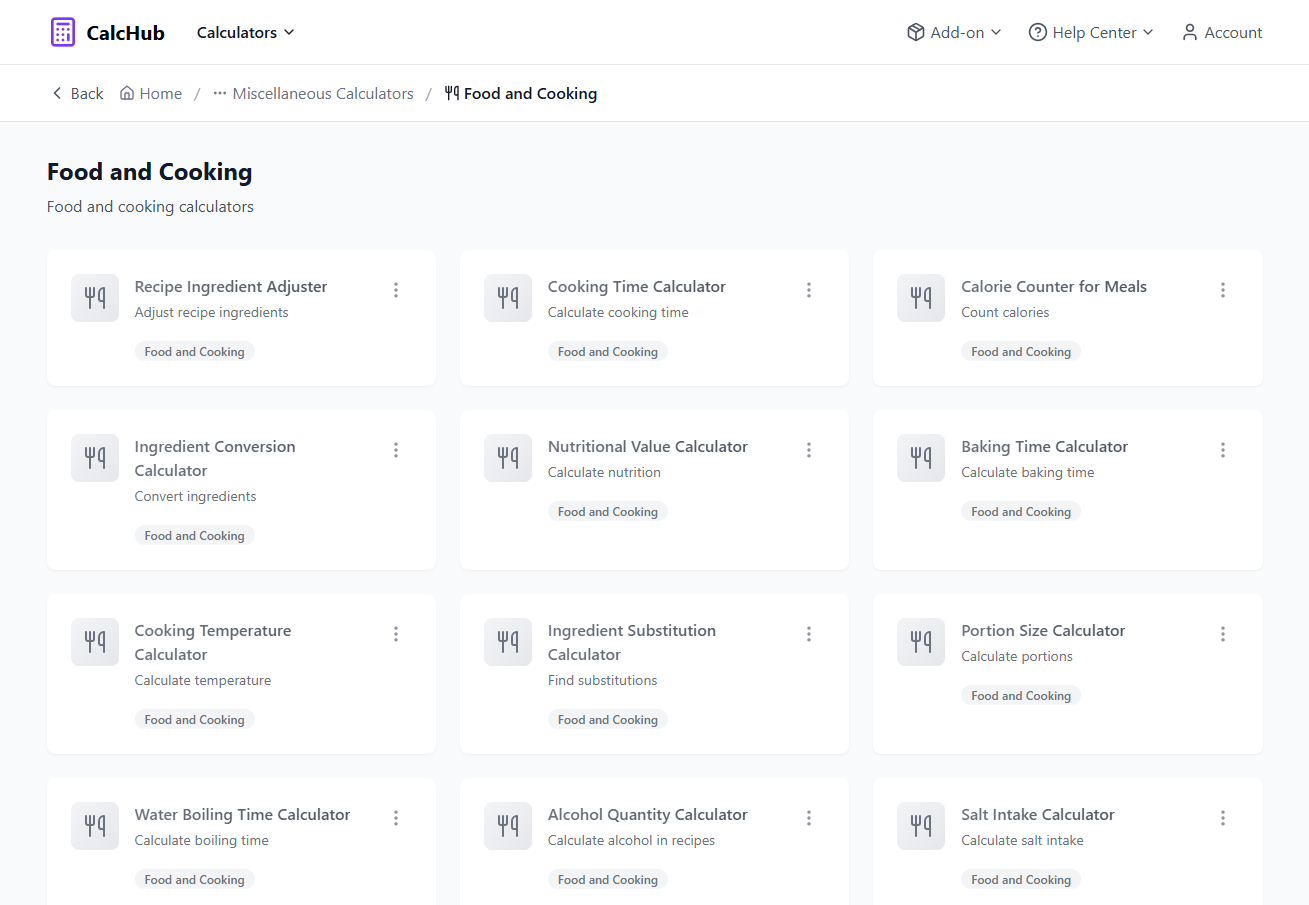 CalcHub
Calculators
Add-on
Help Center
Account
Back
Home
/
Miscellaneous Calculators
/
Food and Cooking
Food and Cooking
Food and cooking calculators
Recipe Ingredient Adjuster
Adjust recipe ingredients
Food and Cooking
Cooking Time Calculator
Calculate cooking time
Food and Cooking
Calorie Counter for Meals
Count calories
Food and Cooking
Ingredient Conversion
Calculator
Convert ingredients
Food and Cooking
Nutritional Value Calculator
Calculate nutrition
Food and Cooking
Baking Time Calculator
Calculate baking time
Food and Cooking
Cooking Temperature
Calculator
Calculate temperature
Food and Cooking
Ingredient Substitution
Calculator
Find substitutions
Food and Cooking
Portion Size Calculator
Calculate portions
Food and Cooking
Water Boiling Time Calculator
Calculate boiling time
Food and Cooking
Alcohol Quantity Calculator
Calculate alcohol in recipes
Food and Cooking
Salt Intake Calculator
Calculate salt intake
Food and Cooking